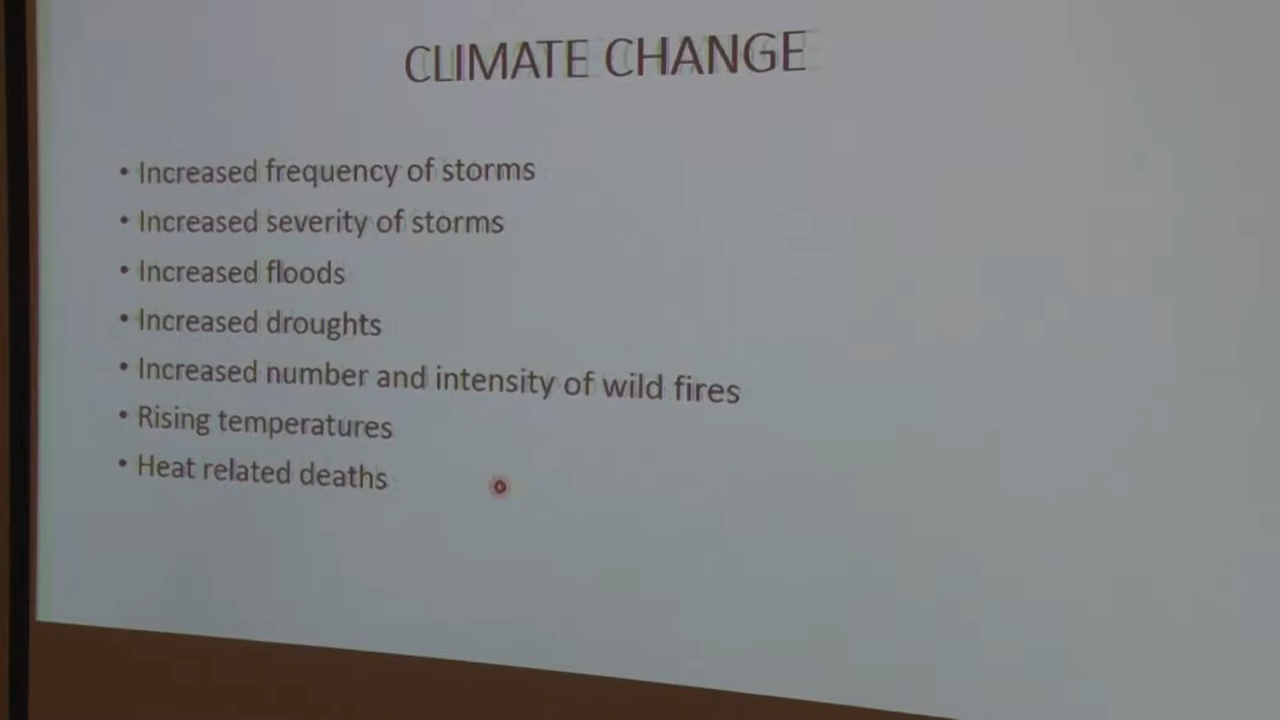 CLIMATE CHANGE
• Increased frequency of storms
• Increased severity of storms
• Increased floods
• Increased droughts
• Increased number and intensity of wild fires
• Rising temperatures
• Heat related deaths